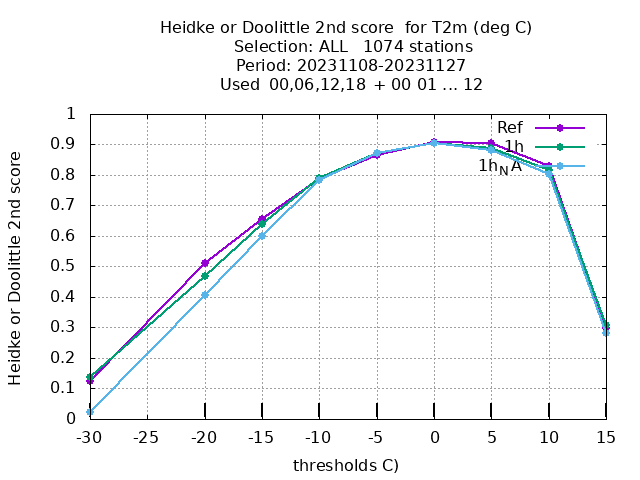 Heidke or Doolittle 2nd score  for T2m (deg C)
Selection: ALL   1074 stations
Period: 20231108-20231127
Used  00,06,12,18  + 00 01 ... 12
Heidke or Doolittle 2nd score
1
0.9
0.8
0.7
0.6
0.5
0.4
0.3
0.2
0.1
0
Ref
1h
1h_NA
-30 -25 -20 -15 -10 -5 0 5 10 15
thresholds C)